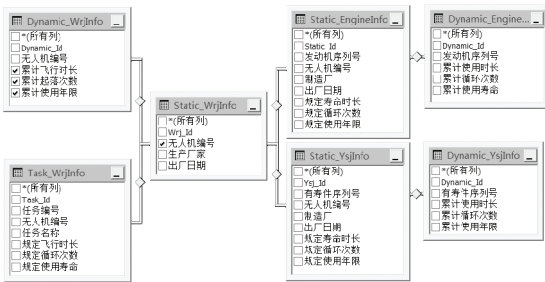 Dynamic_WrjInfo
*(所有列)
Dynamic_Id
无人机编号
累计飞行时长
累计起落次数
累计使用年限
Task_WrjInfo
*(所有列)
Task_Id
任务编号
无人机编号
任务名称
规定飞行时长
规定循环次数
规定使用寿命
Static_WrjInfo
*(所有列)
Wrj_Id
无人机编号
生产厂家
出厂日期
Static_EngineInfo
*(所有列)
Static_Id
发动机序列号
无人机编号
制造厂
出厂日期
规定寿命时长
规定循环次数
规定使用年限
Static_YsjInfo
*(所有列)
Ysj_Id
有寿件序列号
无人机编号
制造厂
出厂日期
规定寿命时长
规定循环次数
规定使用年限
Dynamic_Engine...
*(所有列)
Dynamic_Id
发动机序列号
累计使用时长
累计循环次数
累计使用寿命
Dynamic_YsjInfo
*(所有列)
Dynamic_Id
有寿件序列号
累计使用时长
累计循环次数
累计使用年限